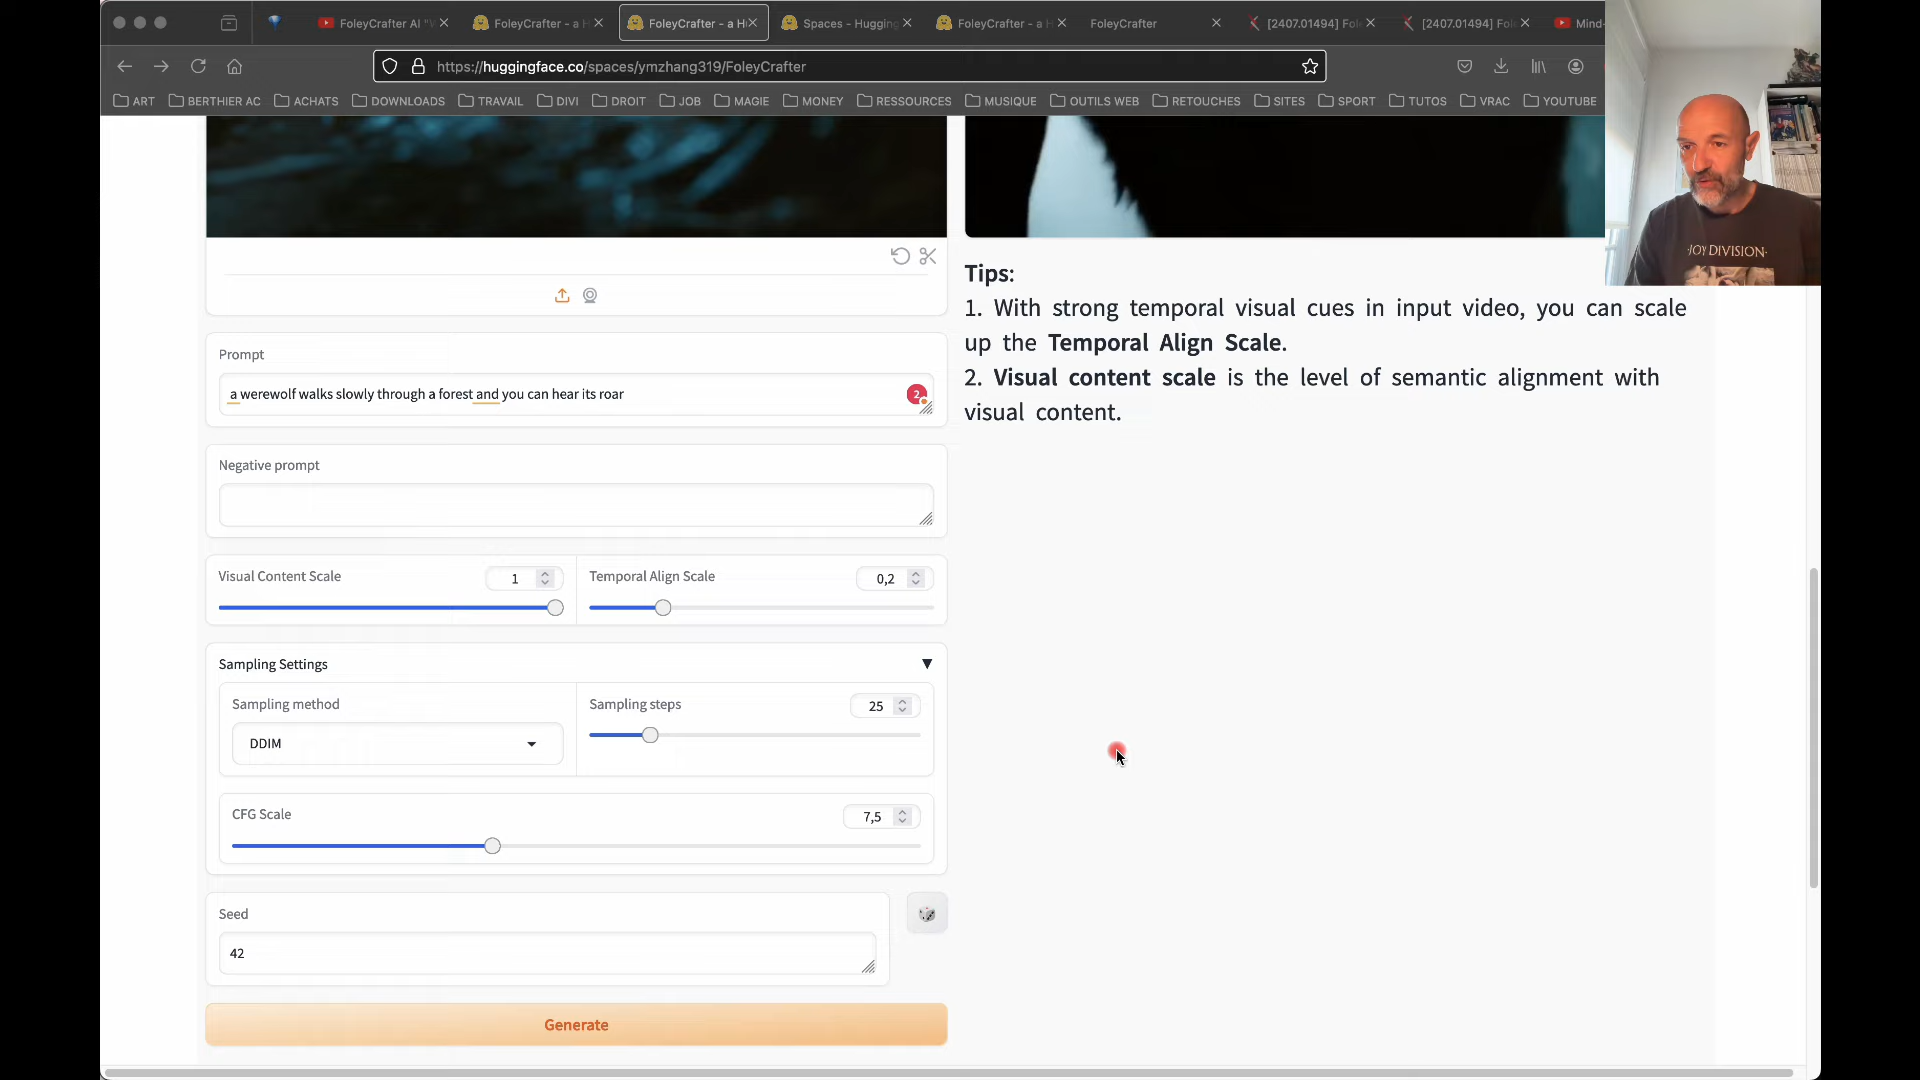 FoleyCrafter AI "
FoleyCrafter - a H
FoleyCrafter - a H
Spaces - Hugging
FoleyCrafter - a H
FoleyCrafter
[2407.01494] Fol
[2407.01494] Fol
Mind-
https://huggingface.co/spaces/ymzhang319/FoleyCrafter
ART BERTHIER AC ACHATS DOWNLOADS TRAVAIL DIVI DROIT JOB MAGIE MONEY RESSOURCES MUSIQUE OUTILS WEB RETOUCHES SITES SPORT TUTOS VRAC YOUTUBE
JOY DIVISION
Tips:
1. With strong temporal visual cues in input video, you can scale
up the Temporal Align Scale.
2. Visual content scale is the level of semantic alignment with
visual content.
Prompt
a werewolf walks slowly through a forest and you can hear its roar
2
Negative prompt
Visual Content Scale
1
Temporal Align Scale
0,2
Sampling Settings
Sampling method
DDIM
Sampling steps
25
CFG Scale
7,5
Seed
42
Generate